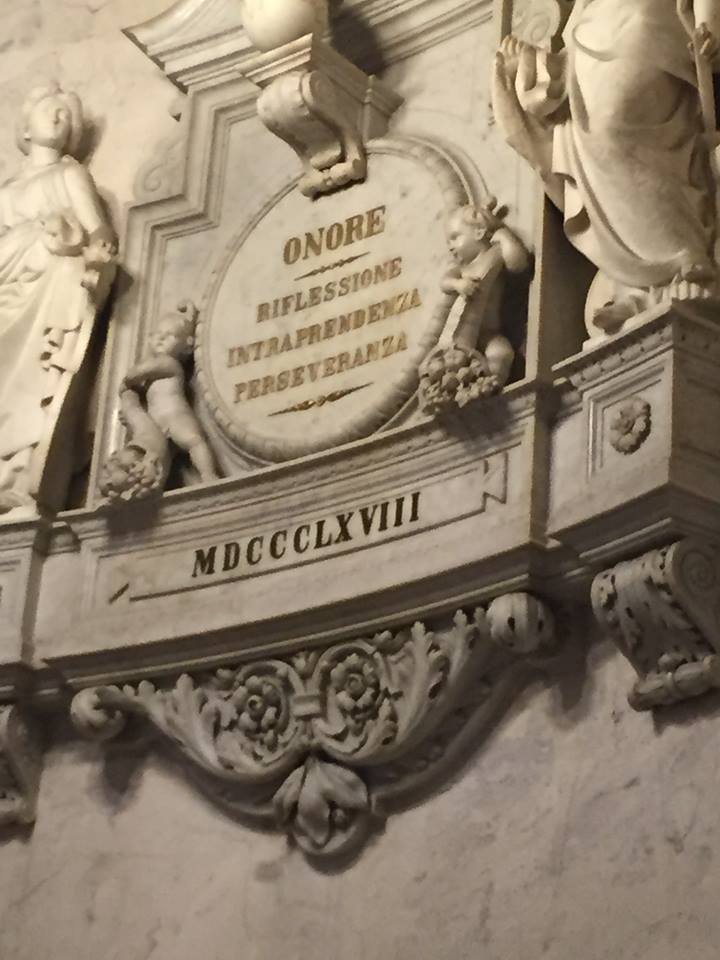 ONORE
RIFLESSIONE
INTRAPRENDENZA
PERSEVERANZA
MDCCCLXVIII